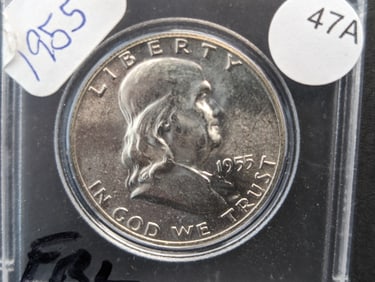 1955
47A
LIBERTY
1955
IN GOD WE TRUST
FBL